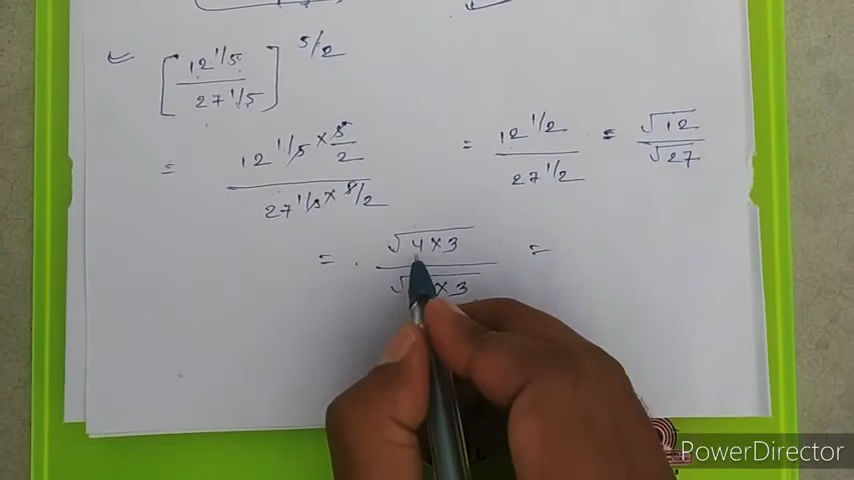 [12^1/5 / 27^1/5]^5/2
= 12^1/5 × 5/2 / 27^1/5 × 5/2 = 12^1/2 / 27^1/2 = √12 / √27
= √4×3 / √ ×3 =
PowerDirector